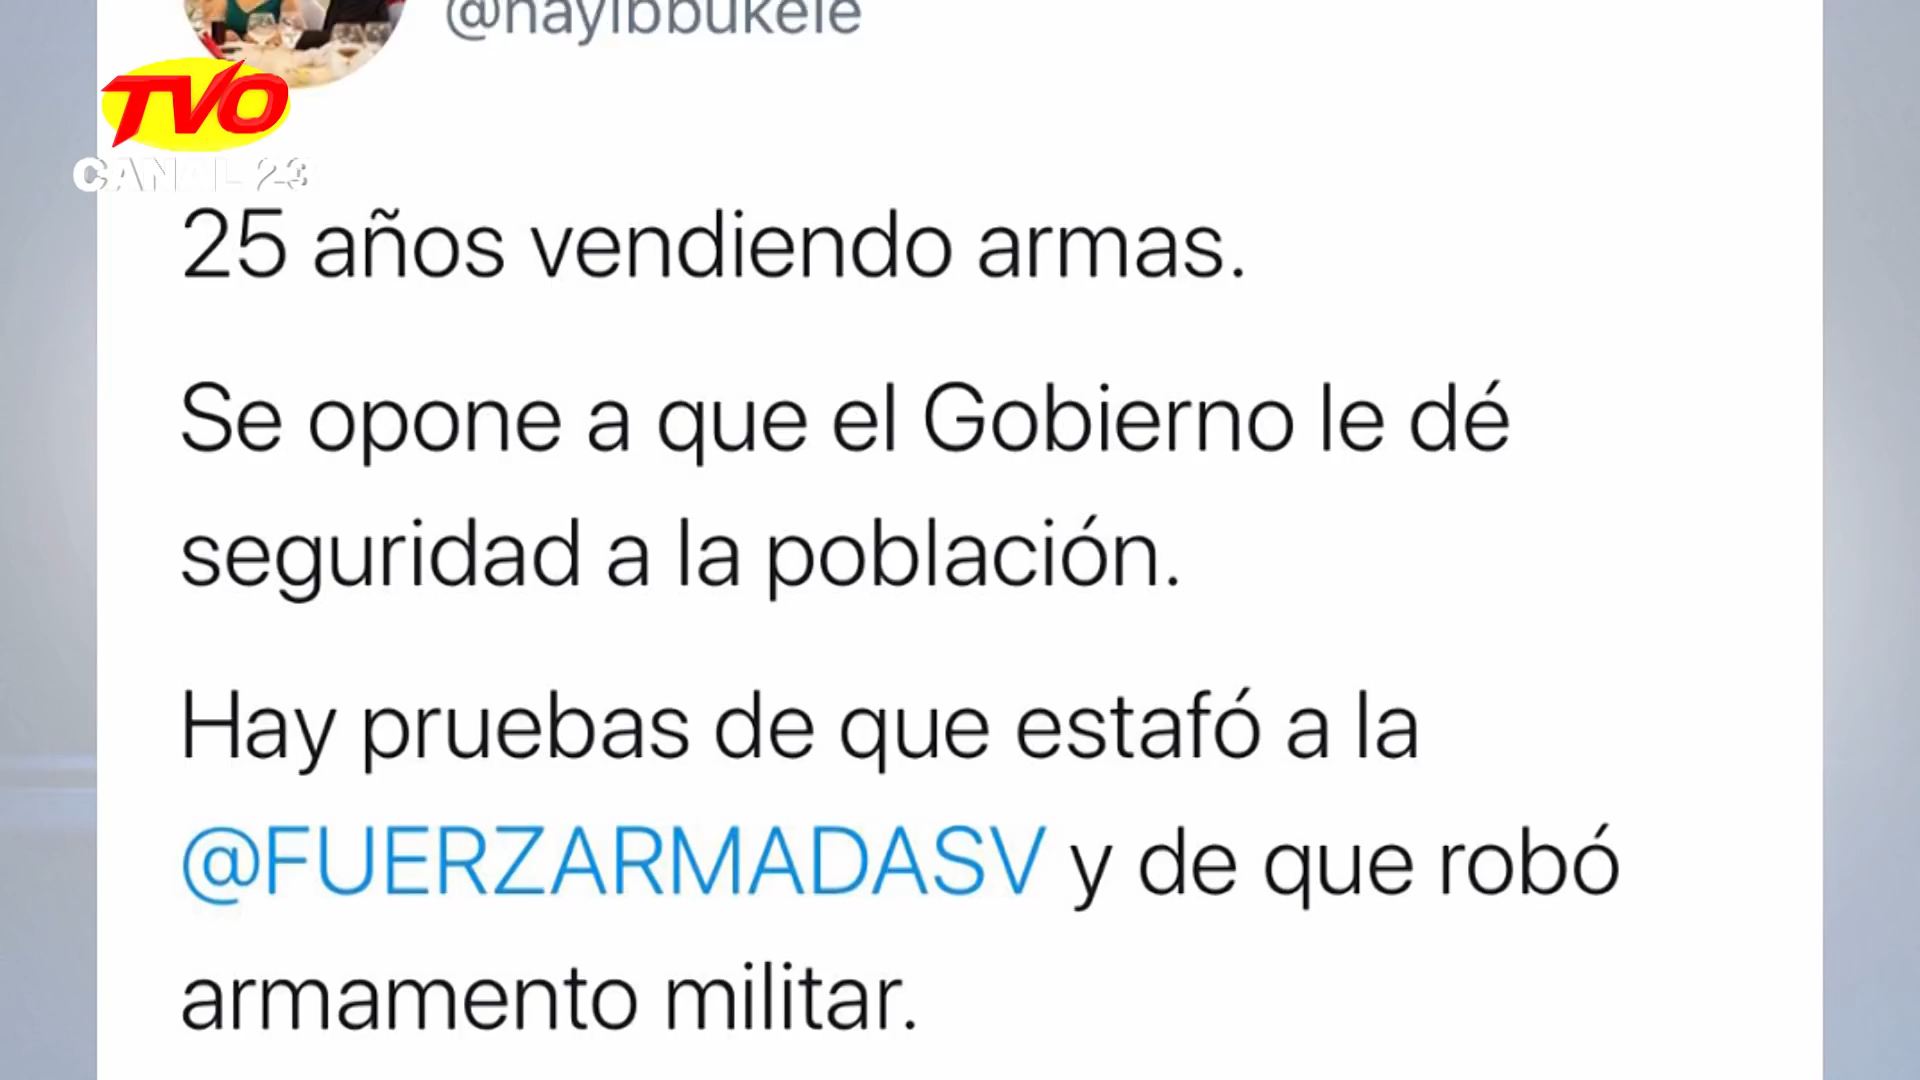 @nayibbukele
TVO
CANAL 23
25 años vendiendo armas.
Se opone a que el Gobierno le dé
seguridad a la población.
Hay pruebas de que estafó a la
@FUERZARMADASV y de que robó
armamento militar.